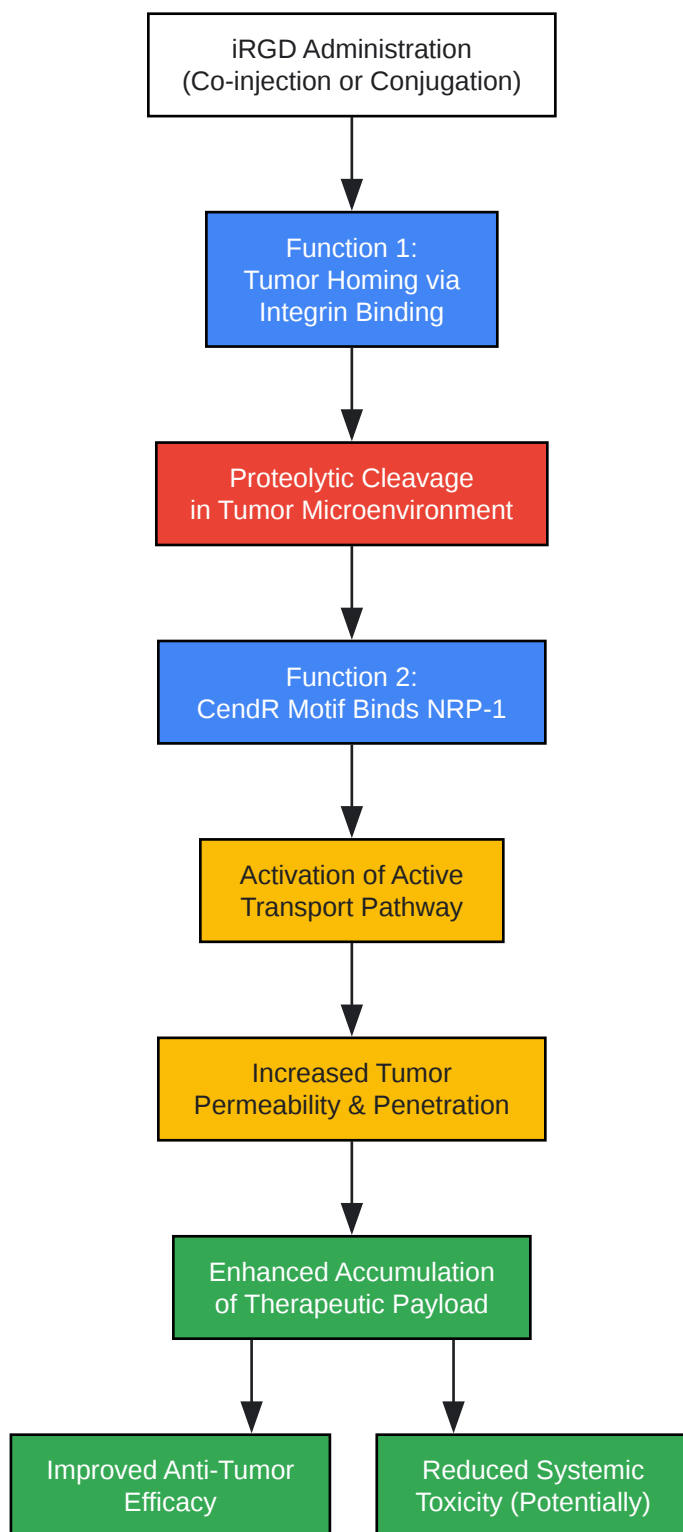 iRGD Administration
(Co-injection or Conjugation)
Function 1:
Tumor Homing via
Integrin Binding
Proteolytic Cleavage
in Tumor Microenvironment
Function 2:
CendR Motif Binds NRP-1
Activation of Active
Transport Pathway
Increased Tumor
Permeability & Penetration
Enhanced Accumulation
of Therapeutic Payload
Improved Anti-Tumor
Efficacy
Reduced Systemic
Toxicity (Potentially)